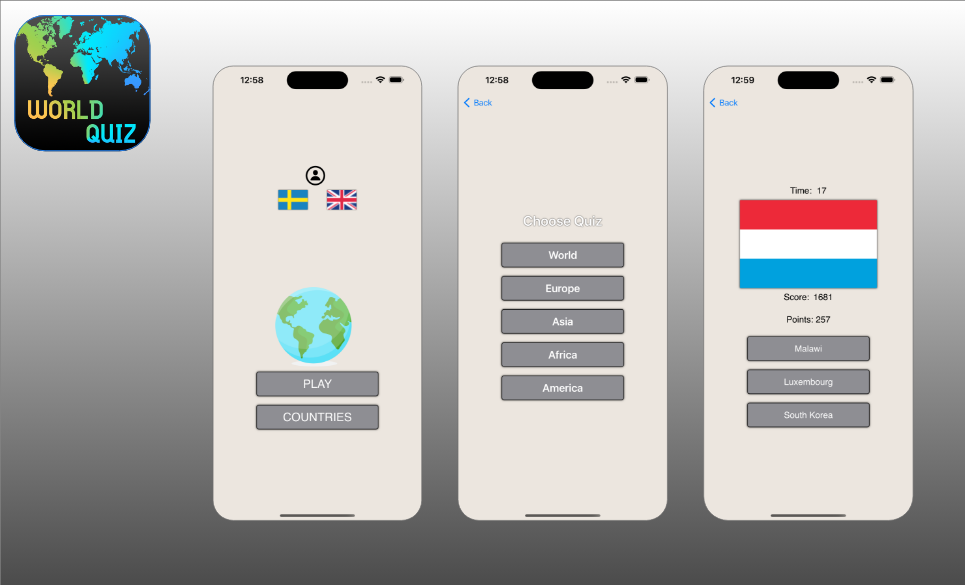 WORLD
QUIZ
12:58
PLAY
COUNTRIES
12:58
Back
Choose Quiz
World
Europe
Asia
Africa
America
12:59
Back
Time: 17
Score: 1681
Points: 257
Malawi
Luxembourg
South Korea